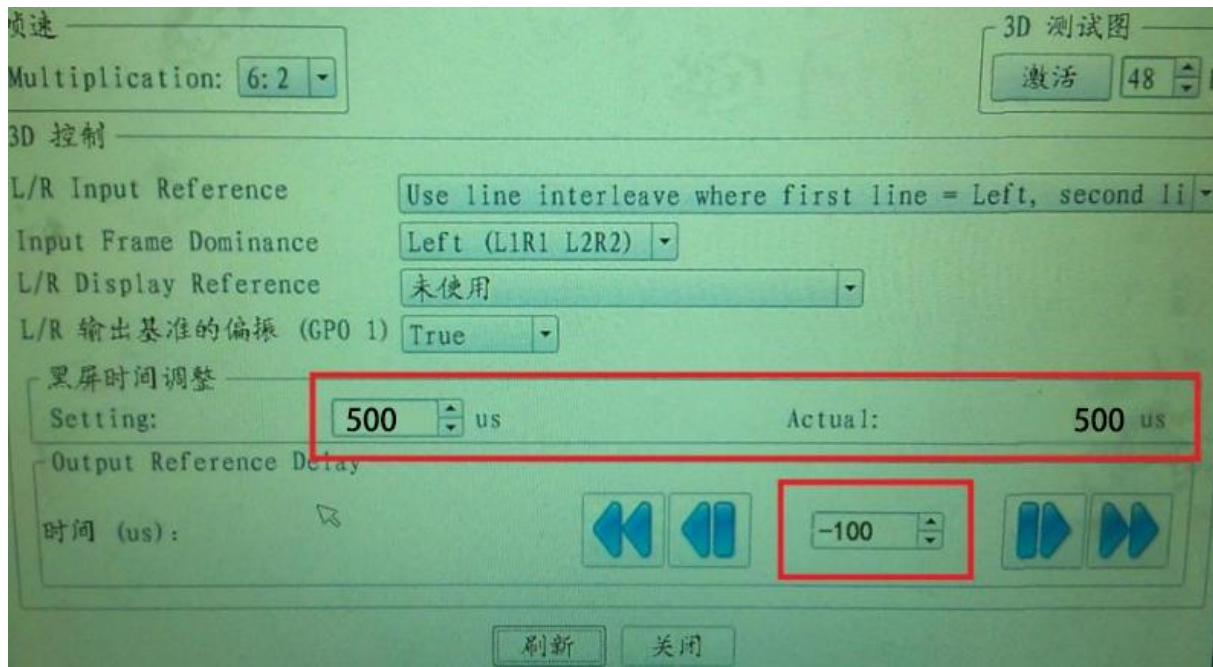 帧速
Multiplication: 6:2
3D 测试图
激活 48
3D 控制
L/R Input Reference Use line interleave where first line = Left, second li
Input Frame Dominance Left (L1R1 L2R2)
L/R Display Reference 未使用
L/R 输出基准的偏振 (GPO 1) True
黑屏时间调整
Setting: 500 us Actual: 500 us
Output Reference Delay
时间 (us): -100
刷新 关闭